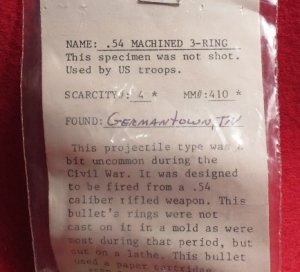 NAME: .54 MACHINED 3-RING
This specimen was not shot.
Used by US troops.
SCARCITY#: 4 * MM#: 410 *
FOUND: GERMANTOWN, TN
This projectile type was a
bit uncommon during the
Civil War. It was designed
to be fired from a .54
caliber rifled weapon. This
bullet's rings were not
cast on it in a mold as were
most during that period, but
cut on a lathe. This bullet
used a paper cartridge